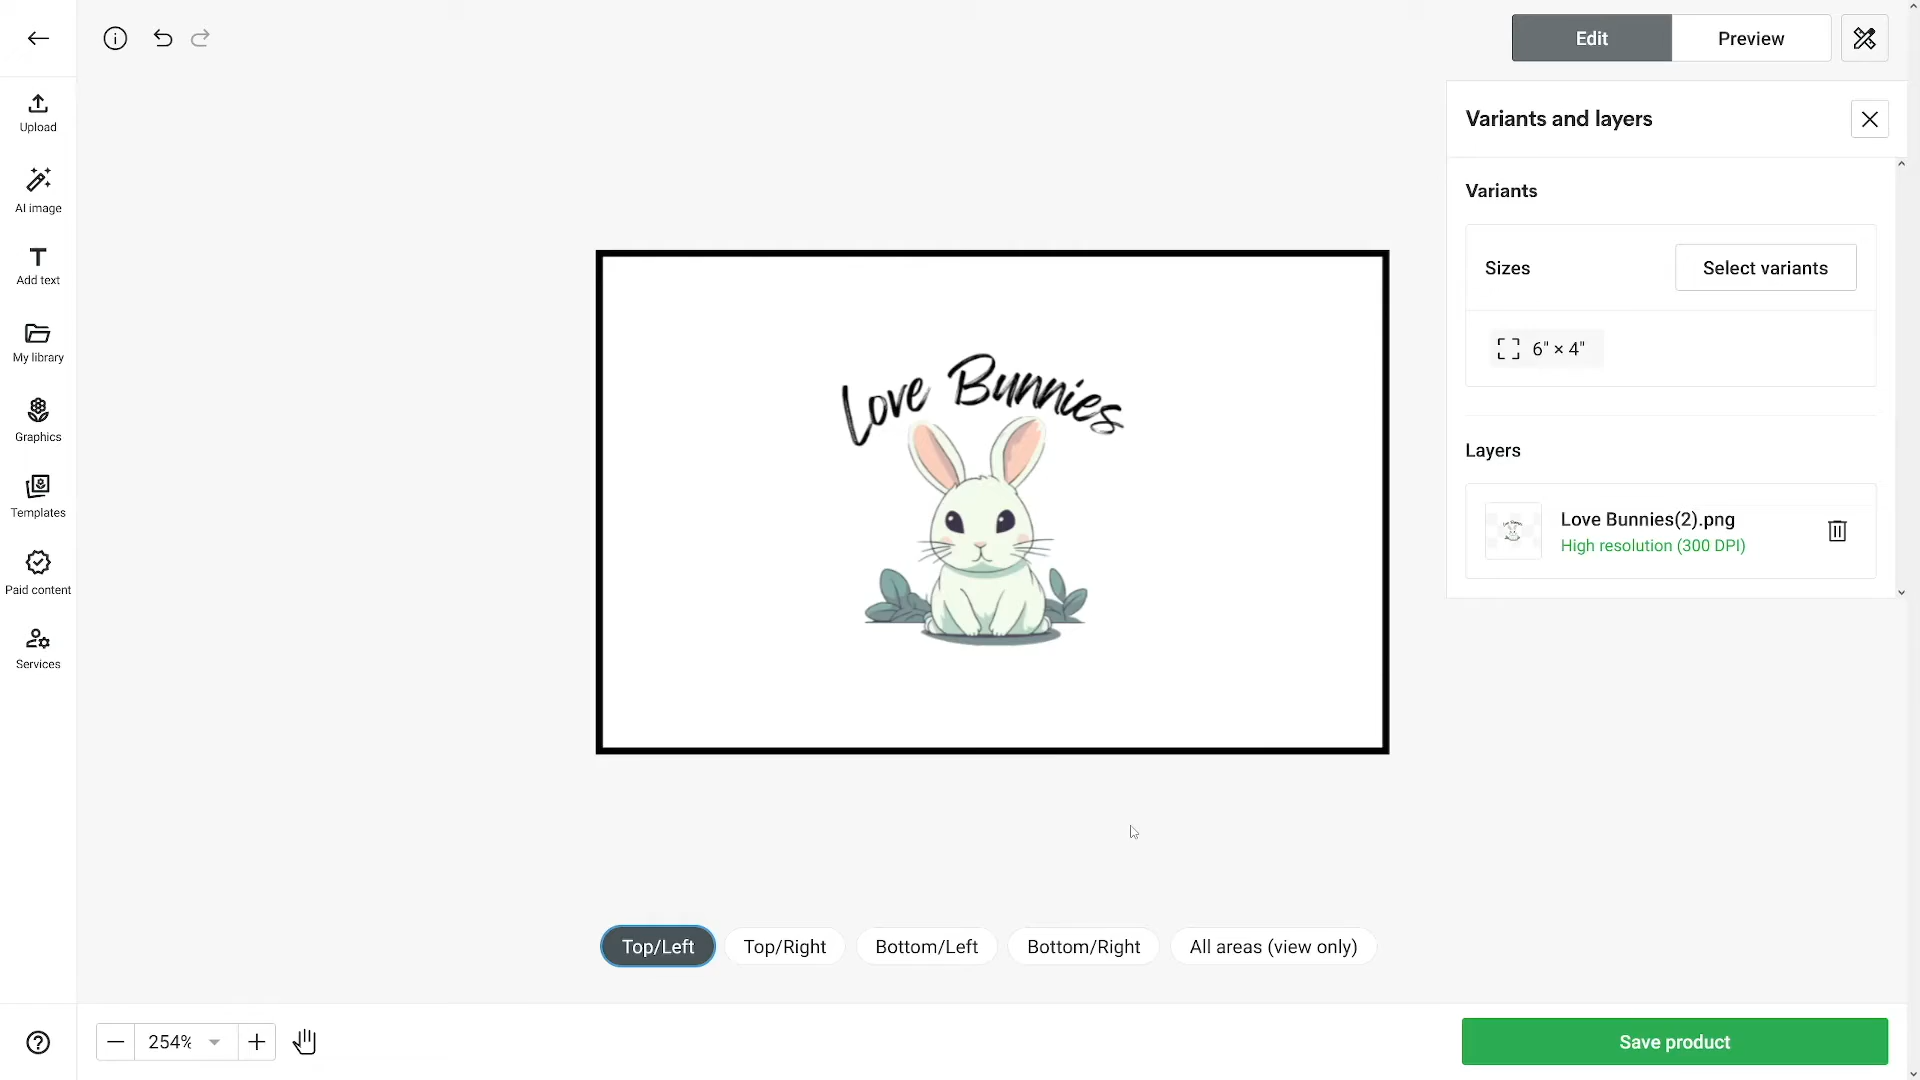 Edit
Preview
Upload
AI image
Add text
My library
Graphics
Templates
Paid content
Services
Love Bunnies
Variants and layers
Variants
Sizes
Select variants
6" × 4"
Layers
Love Bunnies(2).png
High resolution (300 DPI)
Top/Left
Top/Right
Bottom/Left
Bottom/Right
All areas (view only)
254%
Save product